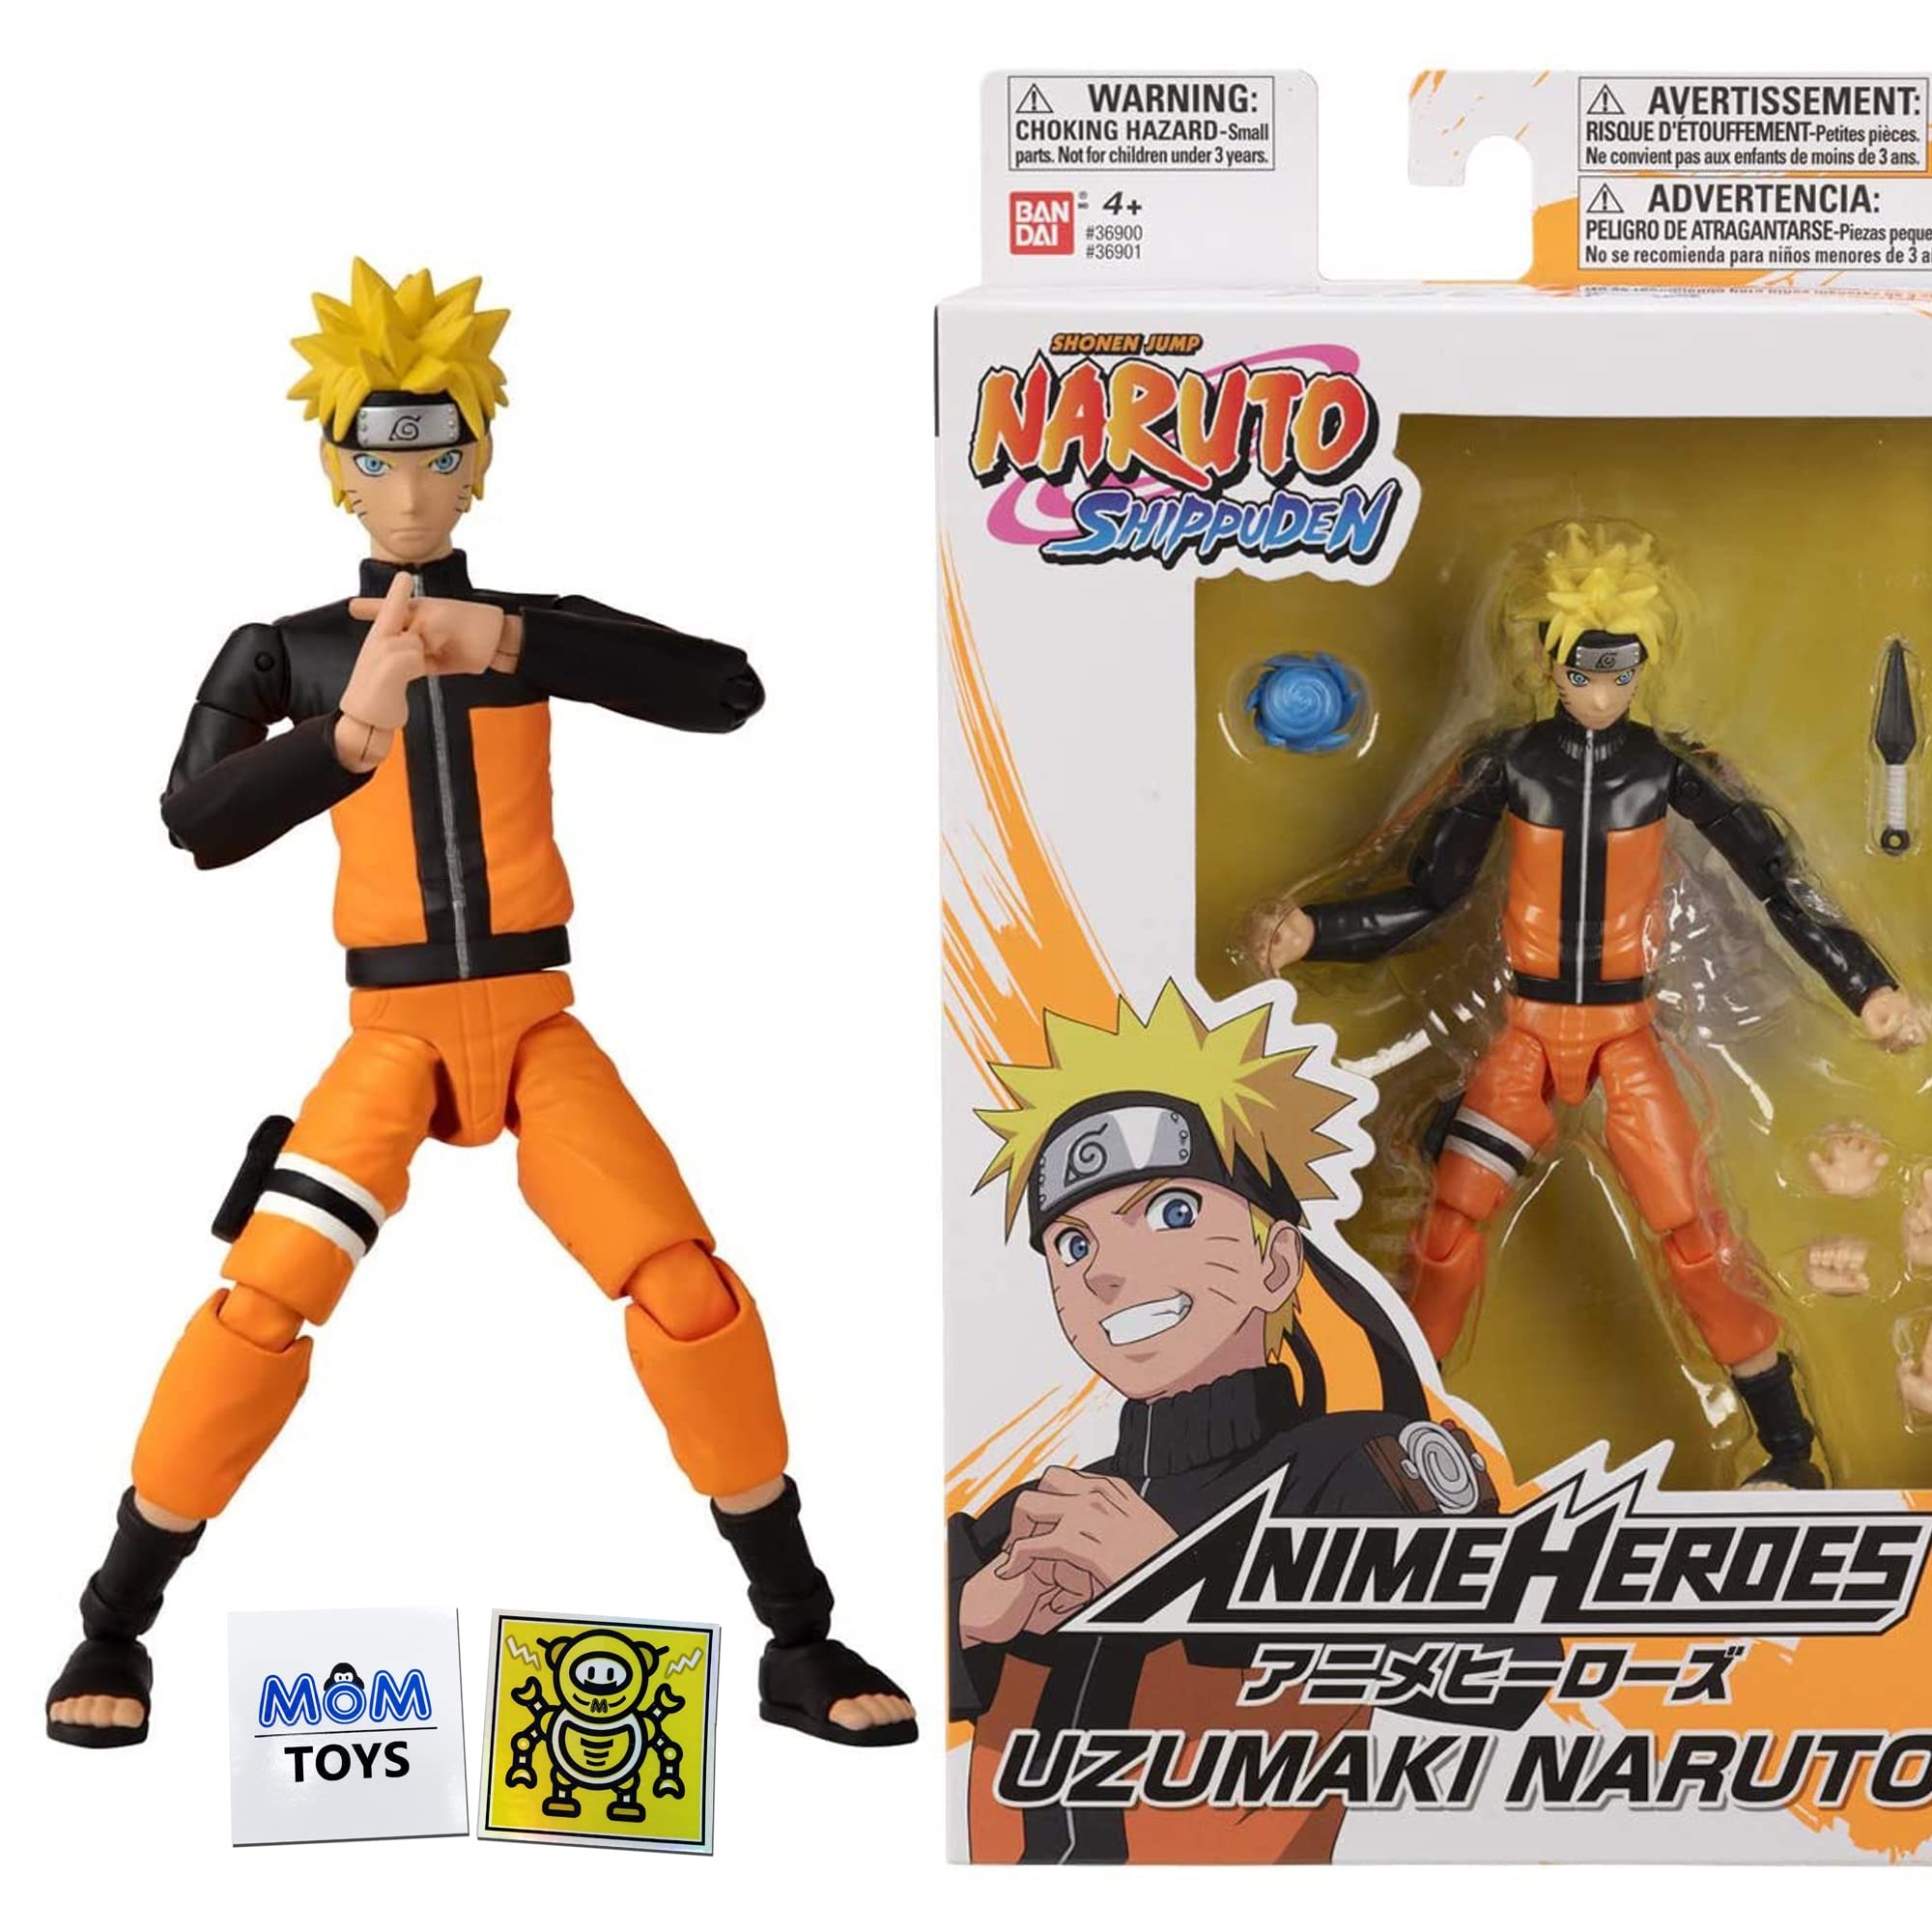 WARNING:
CHOKING HAZARD-Small
parts. Not for children under 3 years.
BAN
DAI
® MD 4+
#36900
#36901
AVERTISSEMENT:
RISQUE D'ÉTOUFFEMENT-Petites pièces.
Ne convient pas aux enfants de moins de 3 ans.
ADVERTENCIA:
PELIGRO DE ATRAGANTARSE-Piezas peque
No se recomienda para niños menores de 3 a
SHONEN JUMP
NARUTO
SHIPPUDEN
ANIME HEROES
アニメヒーローズ
UZUMAKI NARUTO
MOM
TOYS
M